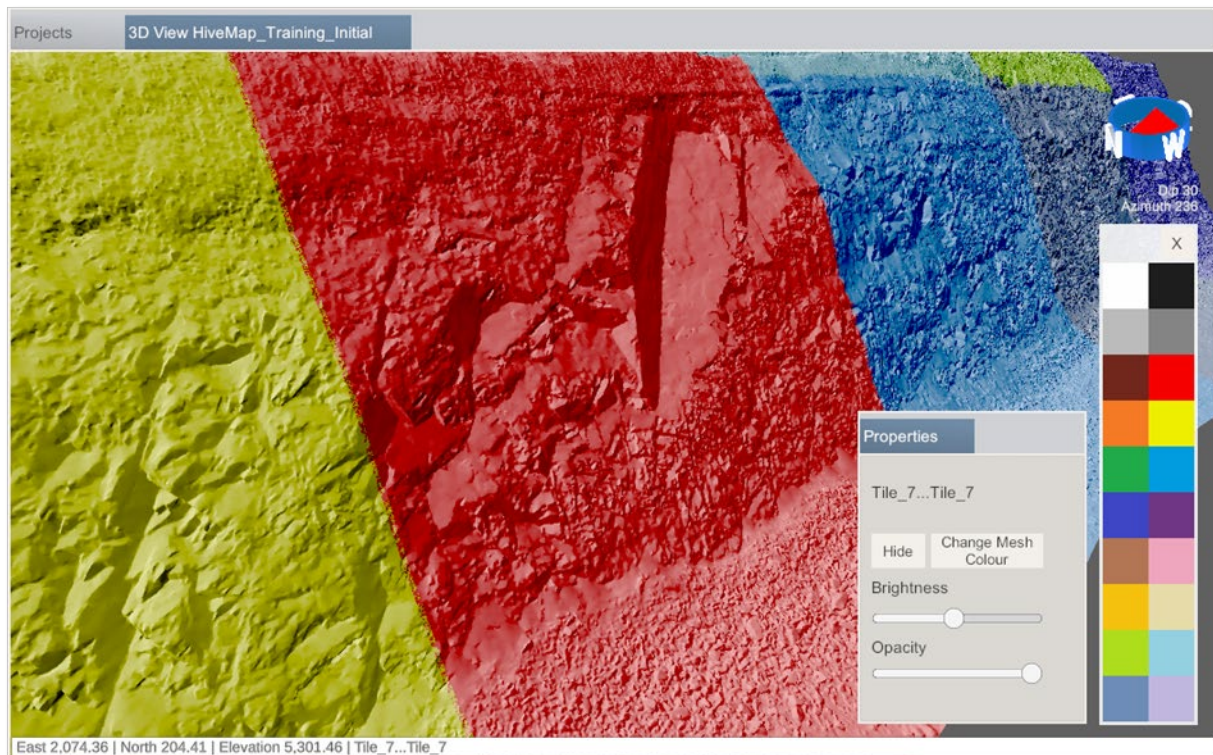 Projects
3D View HiveMap_Training_Initial
N W
Dip 30
Azimuth 236
X
Properties
Tile_7...Tile_7
Hide
Change Mesh
Colour
Brightness
Opacity
East 2,074.36 | North 204.41 | Elevation 5,301.46 | Tile_7...Tile_7